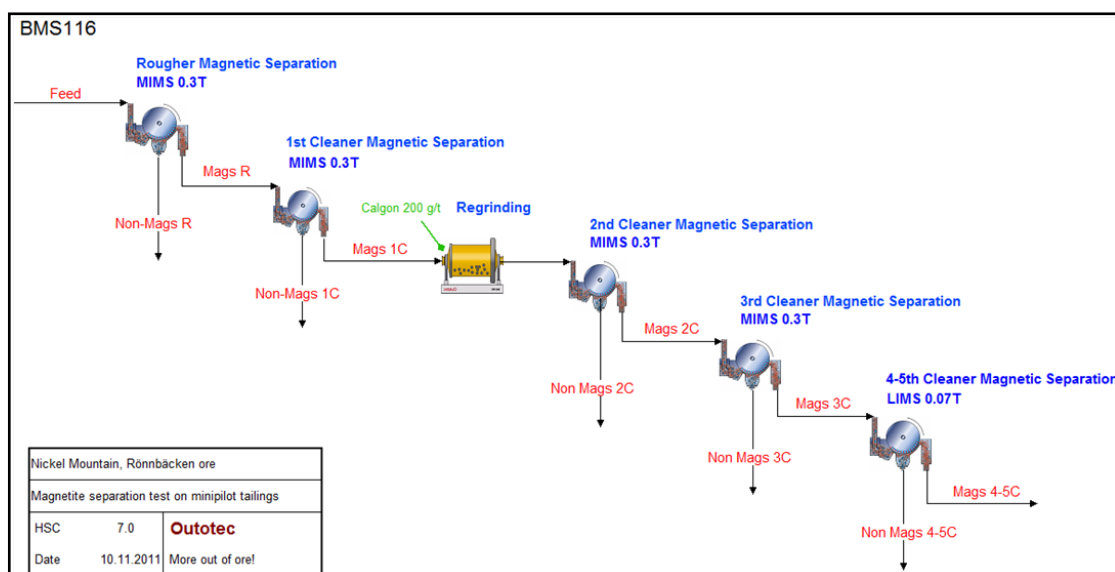 BMS116
Rougher Magnetic Separation
MIMS 0.3T
Feed
1st Cleaner Magnetic Separation
MIMS 0.3T
Mags R
Non-Mags R
Calgon 200 g/t
Regrinding
Mags 1C
Non-Mags 1C
2nd Cleaner Magnetic Separation
MIMS 0.3T
Mags 2C
Non Mags 2C
3rd Cleaner Magnetic Separation
MIMS 0.3T
Mags 3C
Non Mags 3C
4-5th Cleaner Magnetic Separation
LIMS 0.07T
Mags 4-5C
Non Mags 4-5C
Nickel Mountain, Rönnbäcken ore
Magnetite separation test on minipilot tailings
HSC 7.0 Outotec
Date 10.11.2011 More out of ore!